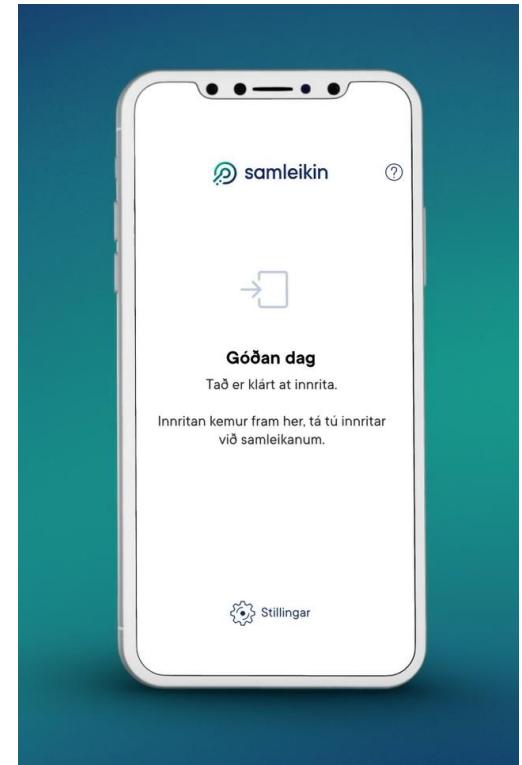 samleikin
Góðan dag
Tað er klárt at innrita.
Innritan kemur fram her, tá tú innritar
við samleikanum.
Stillingar